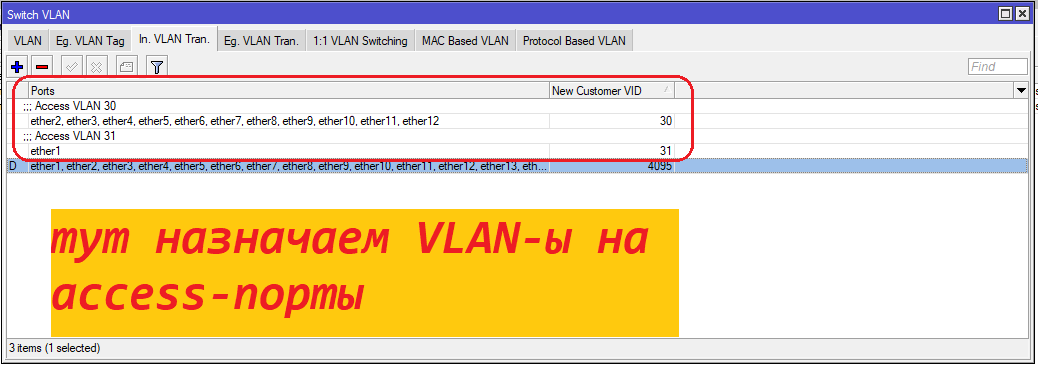 Switch VLAN
VLAN Eg. VLAN Tag In. VLAN Tran. Eg. VLAN Tran. 1:1 VLAN Switching MAC Based VLAN Protocol Based VLAN
Find
Ports New Customer VID
;;; Access VLAN 30
ether2, ether3, ether4, ether5, ether6, ether7, ether8, ether9, ether10, ether11, ether12 30
;;; Access VLAN 31
ether1 31
D ether1, ether2, ether3, ether4, ether5, ether6, ether7, ether8, ether9, ether10, ether11, ether12, ether13, eth... 4095
тут назначаем VLAN-ы на
access-порты
3 items (1 selected)